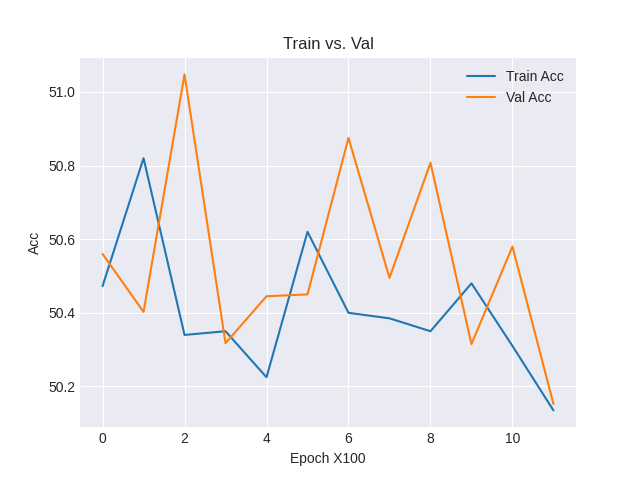 Train vs. Val
Train Acc
Val Acc
51.0
50.8
50.6
50.4
50.2
Acc
0 2 4 6 8 10
Epoch X100